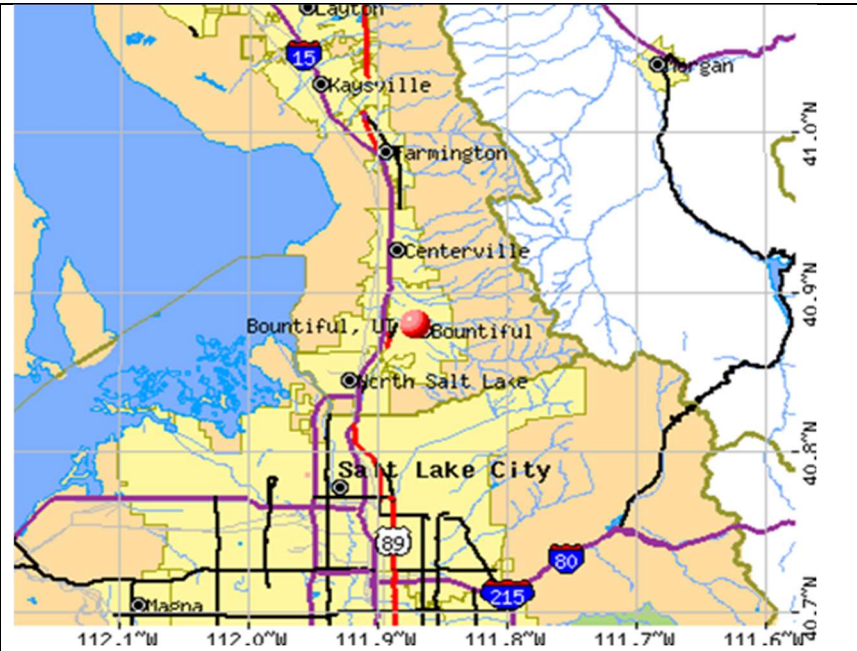 Layton
15
Kaysville
Morgan
41.0~N
Farmington
Centerville
40.9~N
Bountiful, UT
Bountiful
North Salt Lake
40.8~N
Salt Lake City
89
80
215
Magna
40.7~N
112.1~W
112.0~W
111.9~W
111.8~W
111.7~W
111.6~W